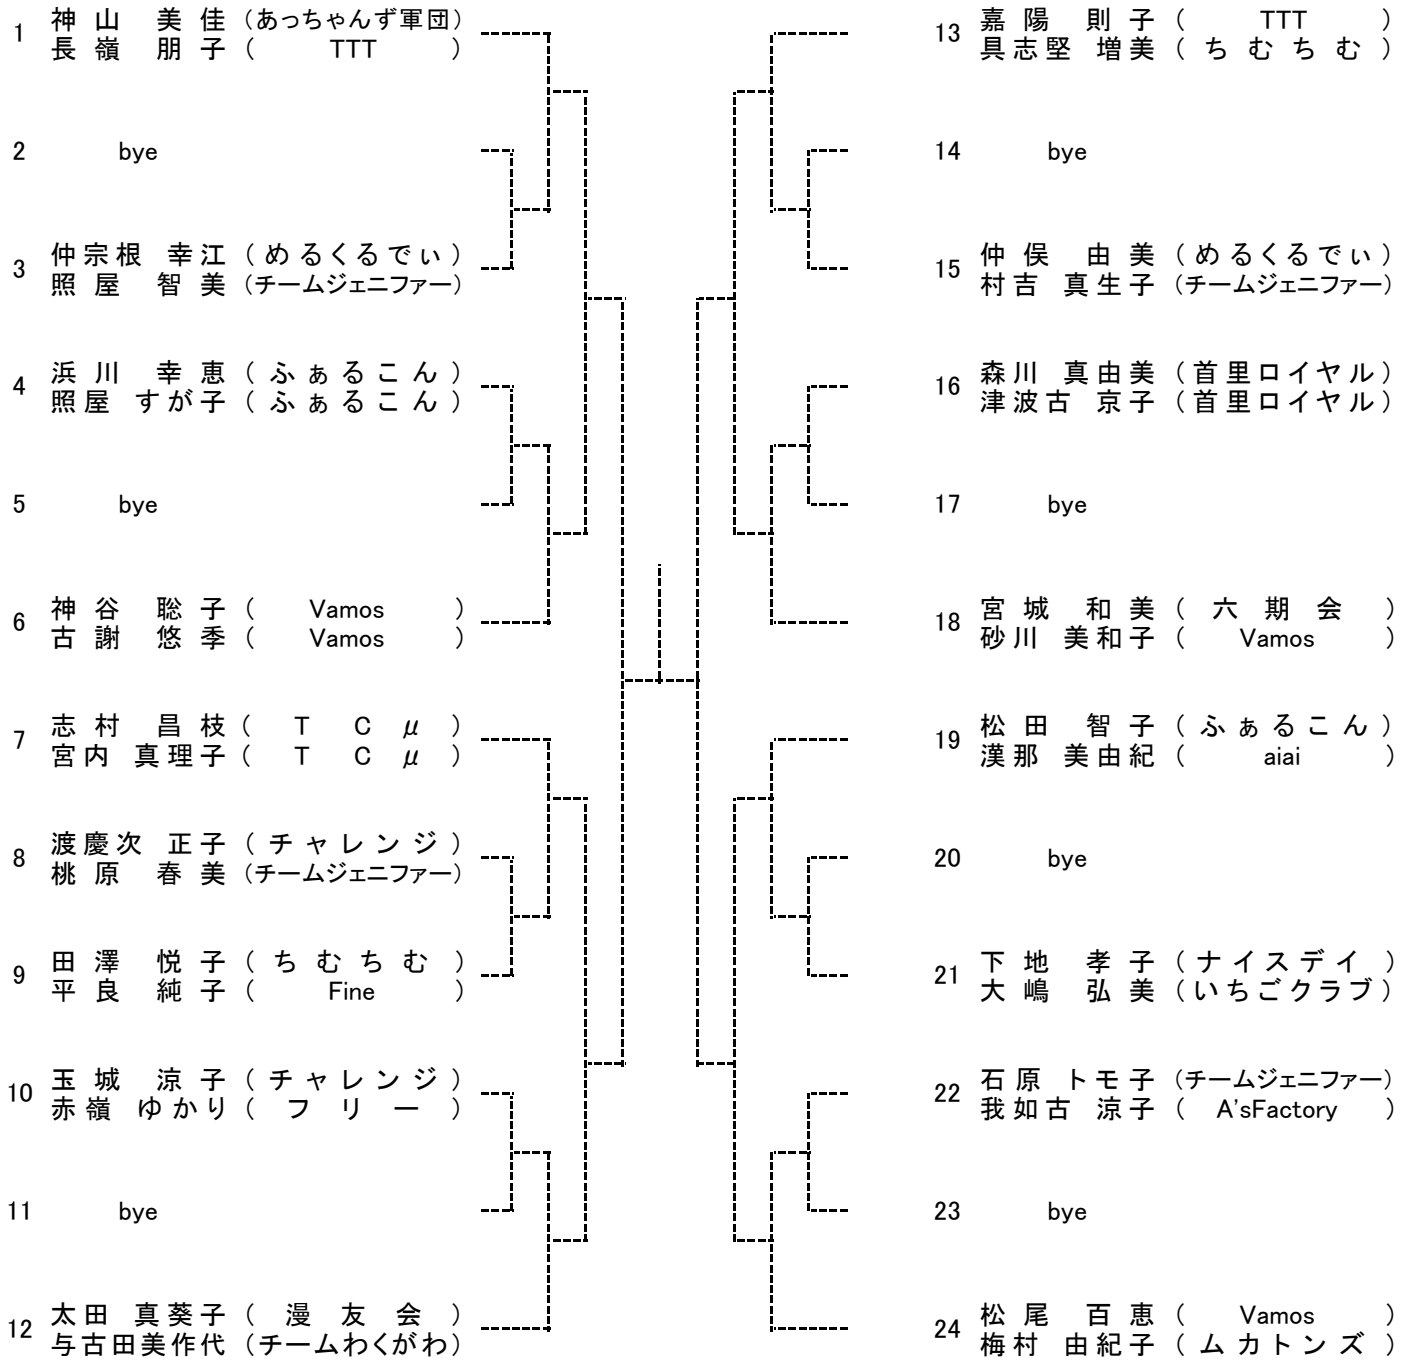 1 神山 美佳 (あっちゃんず軍団)
長嶺 朋子 ( TTT )
2 bye
3 仲宗根 幸江 (めるくるでぃ)
照屋 智美 (チームジェニファー)
4 浜川 幸恵 (ふぁるこん)
照屋 すが子 (ふぁるこん)
5 bye
6 神谷 聡子 ( Vamos )
古謝 悠季 ( Vamos )
7 志村 昌枝 ( T C μ )
宮内 真理子 ( T C μ )
8 渡慶次 正子 (チャレンジ)
桃原 春美 (チームジェニファー)
9 田澤 悦子 (ちむちむ)
平良 純子 ( Fine )
10 玉城 涼子 (チャレンジ)
赤嶺 ゆかり (フリー)
11 bye
12 太田 真葵子 (漫友会)
与古田美作代 (チームわくがわ)
13 嘉陽 則子 ( TTT )
具志堅 増美 (ちむちむ)
14 bye
15 仲俣 由美 (めるくるでぃ)
村吉 真生子 (チームジェニファー)
16 森川 真由美 (首里ロイヤル)
津波古 京子 (首里ロイヤル)
17 bye
18 宮城 和美 (六期会)
砂川 美和子 ( Vamos )
19 松田 智子 (ふぁるこん)
漢那 美由紀 ( aiai )
20 bye
21 下地 孝子 (ナイスデイ)
大嶋 弘美 (いちごクラブ)
22 石原 トモ子 (チームジェニファー)
我如古 涼子 ( A'sFactory )
23 bye
24 松尾 百恵 ( Vamos )
梅村 由紀子 (ムカトンズ)